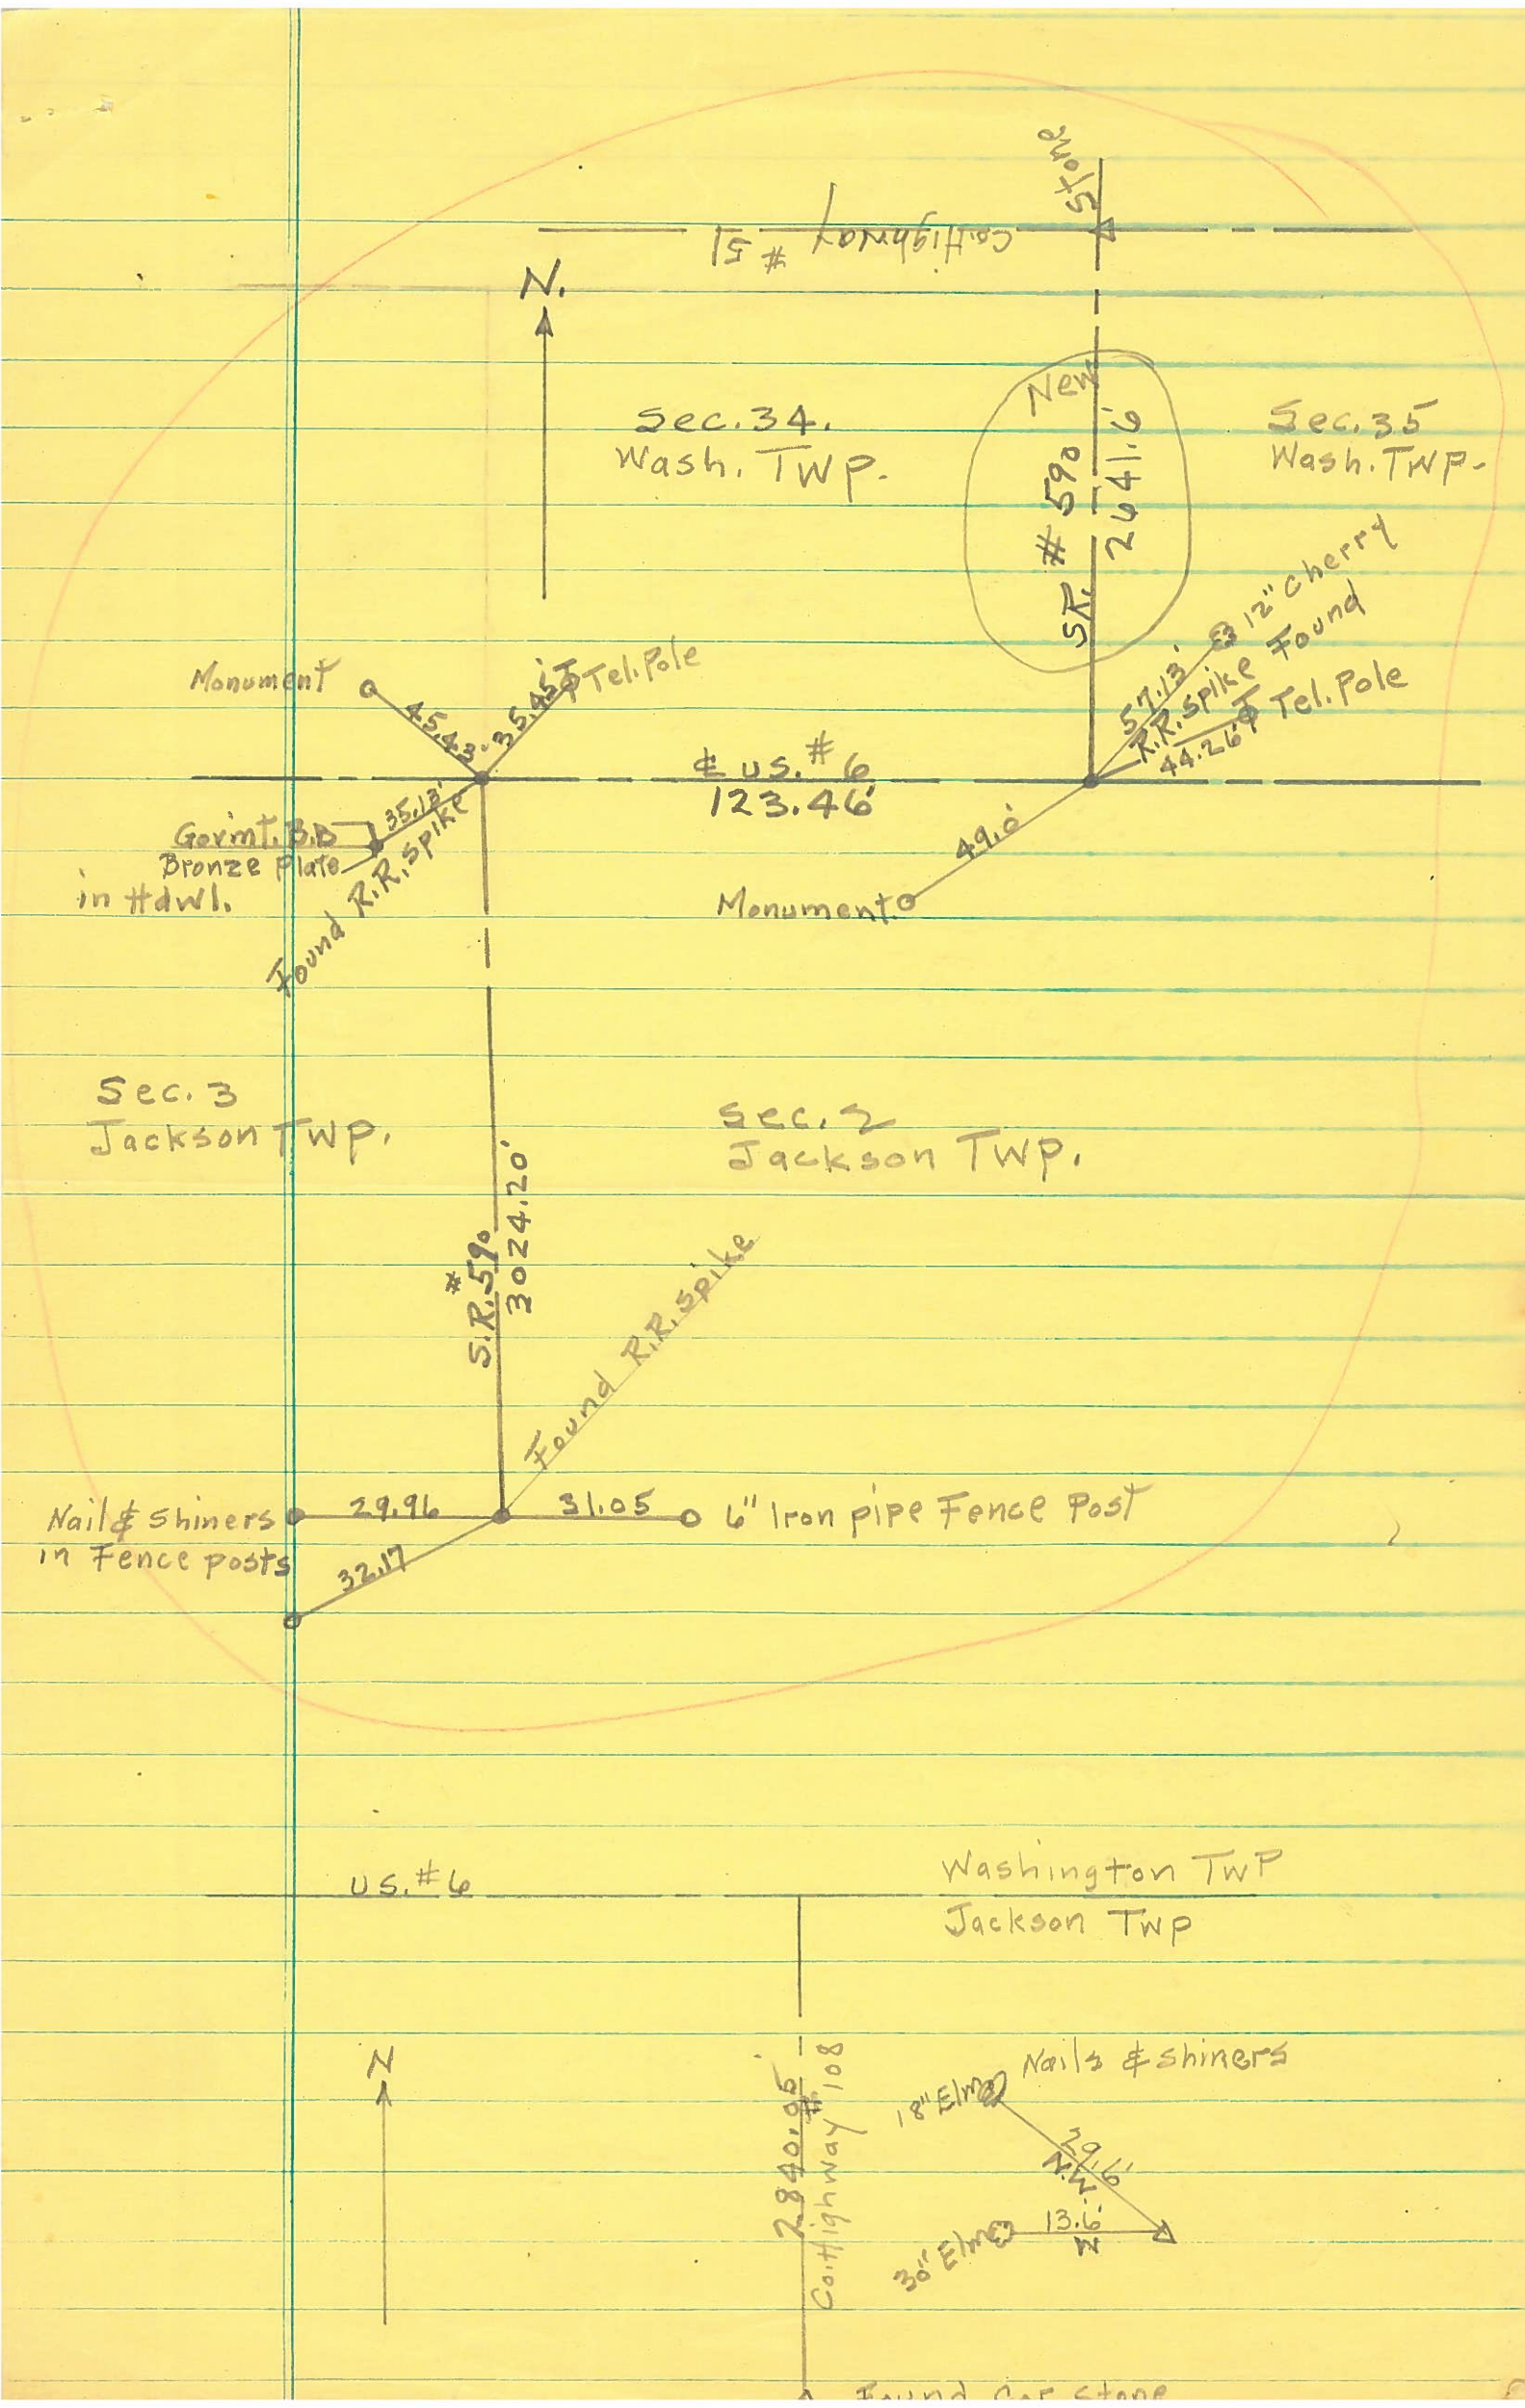 Stone
Co.Highway # 51
N.
New
Sec. 34.
Wash. TWP.
Sec. 35
Wash. TWP.
S.R. # 590
2641.6'
12" Cherry
57.13'
R.R. Spike Found
44.26'
Tel. Pole
Monument
45.43'
35.45'
Tel. Pole
℄ U.S. # 6
123.46'
Gov'mt. B.
Bronze Plate
in Hdwl.
35.13'
Found R.R. Spike
49.0'
Monument
Sec. 3
Jackson TWP.
Sec. 2
Jackson TWP.
S.R. # 590
3024.20'
Found R.R. Spike
Nail & Shiners
in Fence posts
29.96
31.05
6" Iron pipe Fence Post
32.17
U.S. # 6
Washington TWP
Jackson TWP
N
2840.95
Co. Highway # 108
Nails & Shiners
18" Elm
29.6'
N.W.
30" Elm
13.6'
Found Cor Stone